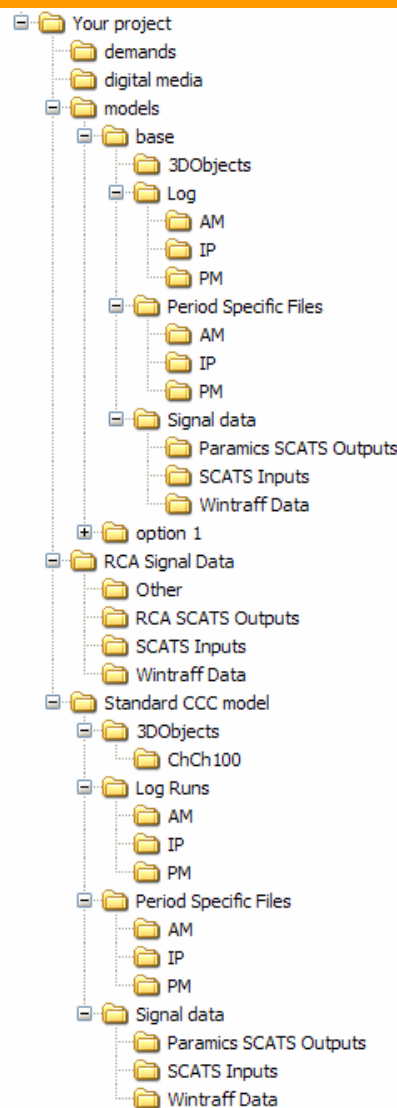 Your project
demands
digital media
models
base
3DObjects
Log
AM
IP
PM
Period Specific Files
AM
IP
PM
Signal data
Paramics SCATS Outputs
SCATS Inputs
Wintraff Data
option 1
RCA Signal Data
Other
RCA SCATS Outputs
SCATS Inputs
Wintraff Data
Standard CCC model
3DObjects
ChCh100
Log Runs
AM
IP
PM
Period Specific Files
AM
IP
PM
Signal data
Paramics SCATS Outputs
SCATS Inputs
Wintraff Data